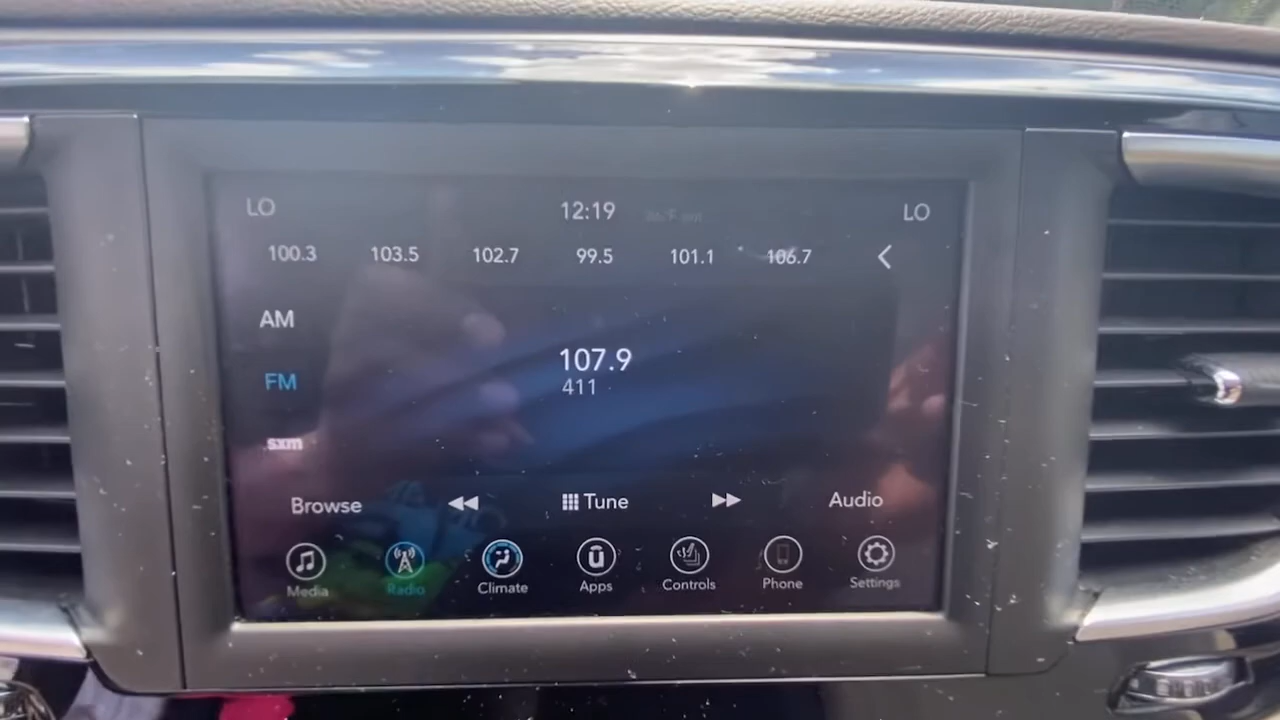 LO 12:19 LO
100.3 103.5 102.7 99.5 101.1 106.7
AM
107.9
FM
411
sxm
Browse Tune Audio
Media Radio Climate Apps Controls Phone Settings